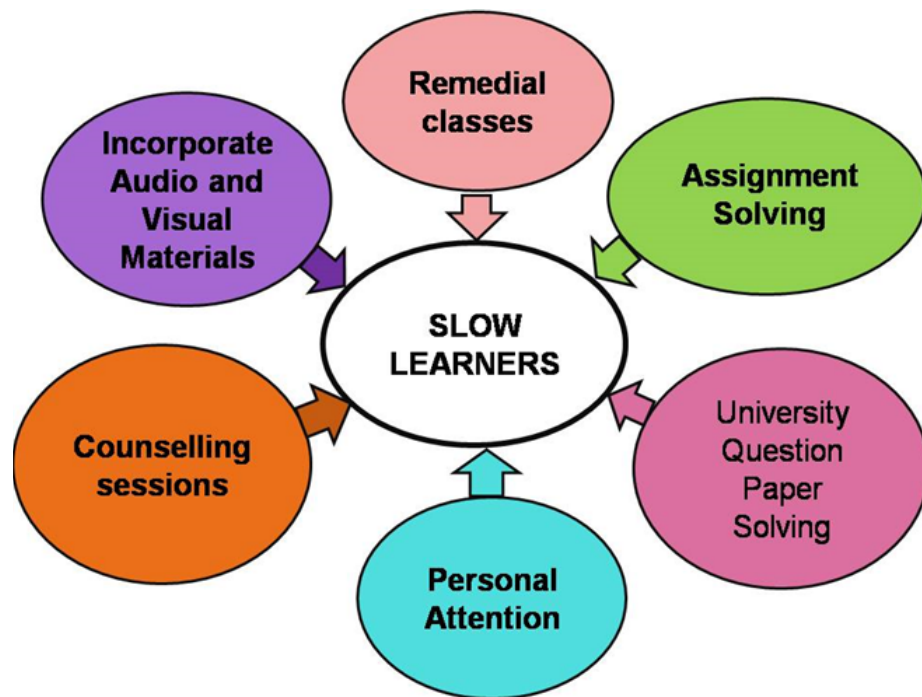 Remedial
classes
Incorporate
Audio and
Visual
Materials
Assignment
Solving
SLOW
LEARNERS
Counselling
sessions
University
Question
Paper
Solving
Personal
Attention